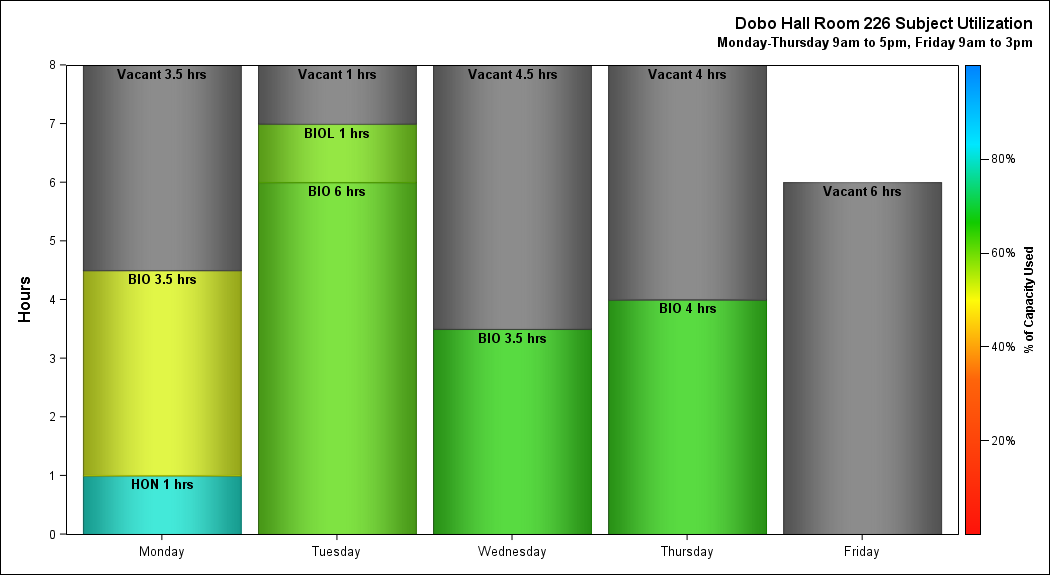 Dobo Hall Room 226 Subject Utilization
Monday-Thursday 9am to 5pm, Friday 9am to 3pm
Hours
8
7
6
5
4
3
2
1
0
Vacant 3.5 hrs
BIO 3.5 hrs
HON 1 hrs
Vacant 1 hrs
BIOL 1 hrs
BIO 6 hrs
Vacant 4.5 hrs
BIO 3.5 hrs
Vacant 4 hrs
BIO 4 hrs
Vacant 6 hrs
Monday
Tuesday
Wednesday
Thursday
Friday
80%
60%
40%
20%
% of Capacity Used